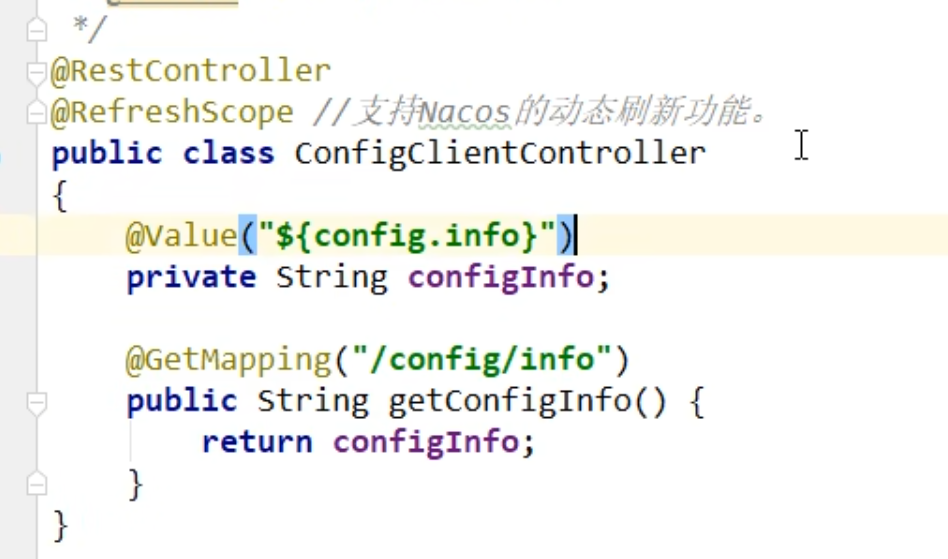 */
@RestController
@RefreshScope //支持Nacos的动态刷新功能。
public class ConfigClientController
{
    @Value("${config.info}")
    private String configInfo;

    @GetMapping("/config/info")
    public String getConfigInfo() {
        return configInfo;
    }
}